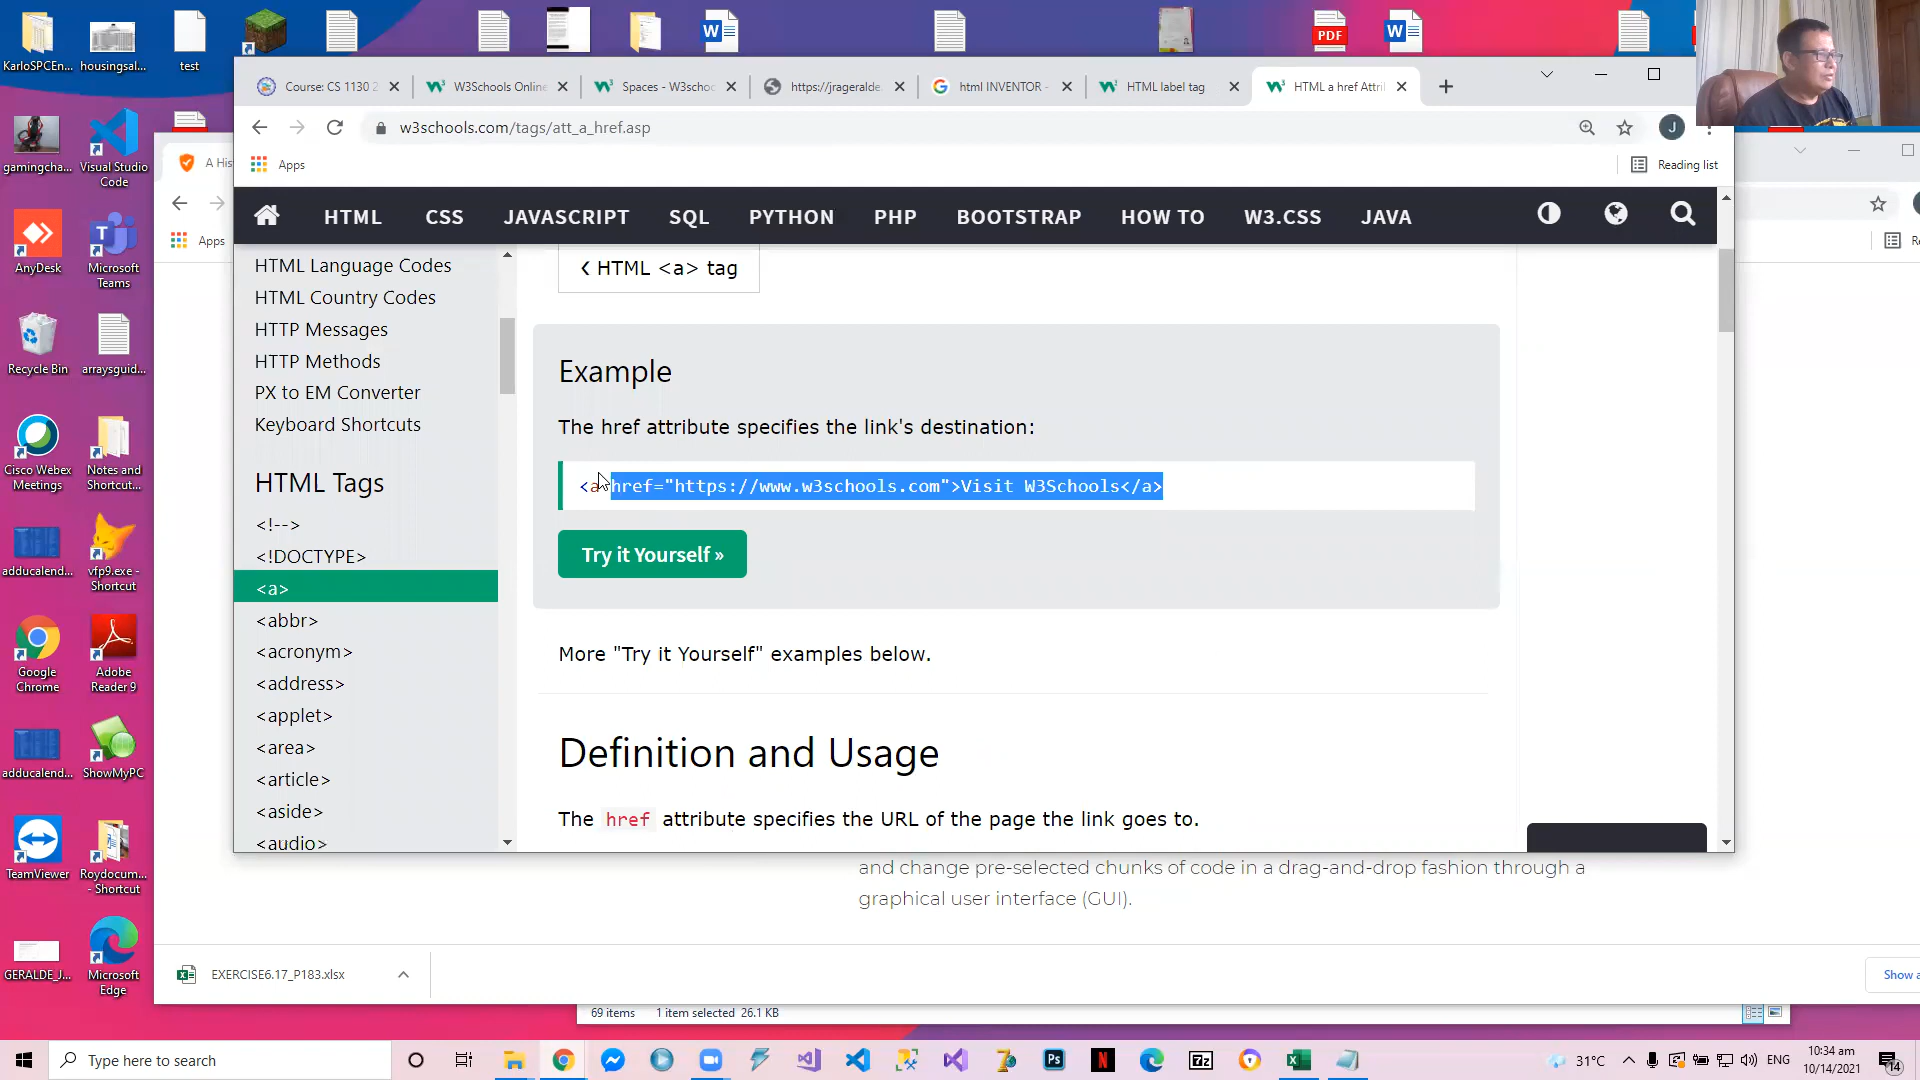 KarloSPCEn...
housingsal...
test
Course: CS 1130 2
W3Schools Online
Spaces - W3schoo
https://jrageralde.
html INVENTOR -
HTML label tag
HTML a href Attri
w3schools.com/tags/att_a_href.asp
J
Apps
Reading list
HTML
CSS
JAVASCRIPT
SQL
PYTHON
PHP
BOOTSTRAP
HOW TO
W3.CSS
JAVA
gamingcha...
Visual Studio
Code
A His
Apps
AnyDesk
Microsoft
Teams
Recycle Bin
arraysguid...
Cisco Webex
Meetings
Notes and
Shortcut...
adducalend...
vfp9.exe -
Shortcut
Google
Chrome
Adobe
Reader 9
adducalend...
ShowMyPC
TeamViewer
Roydocum...
- Shortcut
GERALDE_J...
Microsoft
Edge
HTML Language Codes
HTML Country Codes
HTTP Messages
HTTP Methods
PX to EM Converter
Keyboard Shortcuts
HTML Tags
<!-->
<!DOCTYPE>
<a>
<abbr>
<acronym>
<address>
<applet>
<area>
<article>
<aside>
<audio>
❮ HTML <a> tag
Example
The href attribute specifies the link's destination:
<a href="https://www.w3schools.com">Visit W3Schools</a>
Try it Yourself »
More "Try it Yourself" examples below.
Definition and Usage
The href attribute specifies the URL of the page the link goes to.
and change pre-selected chunks of code in a drag-and-drop fashion through a
graphical user interface (GUI).
EXERCISE6.17_P183.xlsx
Show a
69 items
1 item selected 26.1 KB
PDF
Type here to search
31°C
ENG
10:34 am
10/14/2021
14